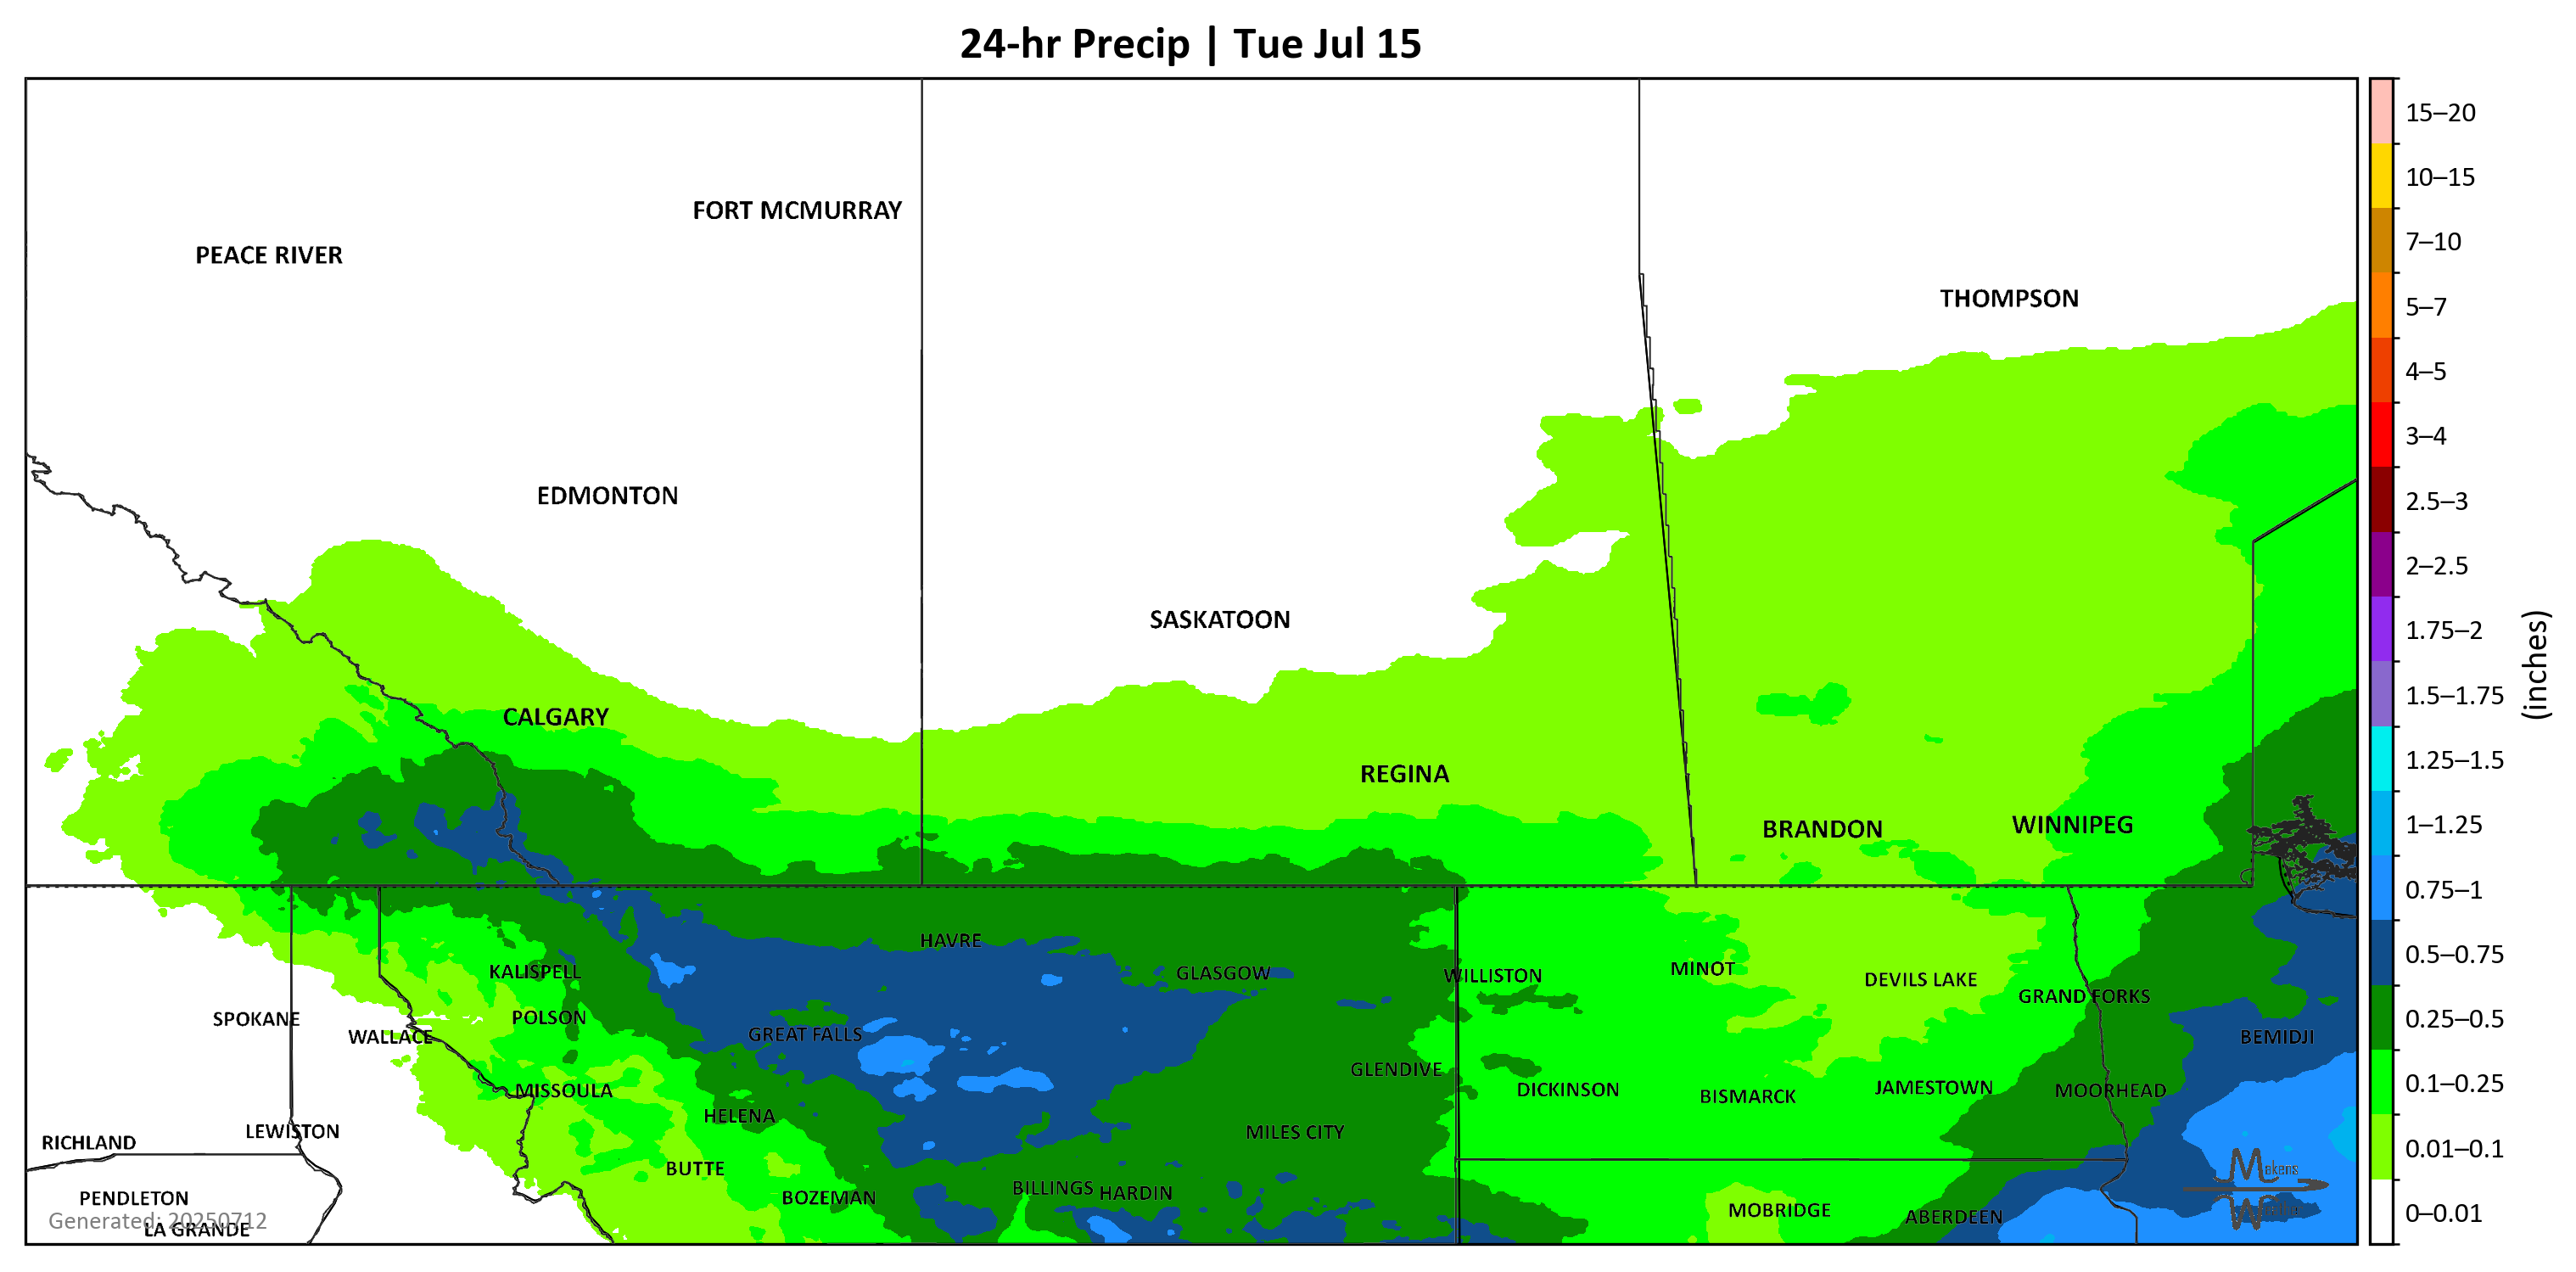 24-hr Precip | Tue Jul 15
15–20
10–15
FORT MCMURRAY
7–10
PEACE RIVER
THOMPSON
5–7
4–5
3–4
EDMONTON
2.5–3
2–2.5
SASKATOON
1.75–2
(inches)
1.5–1.75
CALGARY
1.25–1.5
REGINA
1–1.25
BRANDON
WINNIPEG
0.75–1
HAVRE
0.5–0.75
KALISPELL
GLASGOW
WILLISTON
MINOT
DEVILS LAKE
GRAND FORKS
SPOKANE
POLSON
0.25–0.5
WALLACE
GREAT FALLS
BEMIDJI
GLENDIVE
0.1–0.25
MISSOULA
DICKINSON
BISMARCK
JAMESTOWN
MOORHEAD
HELENA
RICHLAND
LEWISTON
MILES CITY
0.01–0.1
BUTTE
Makens
PENDLETON
BOZEMAN
BILLINGS
HARDIN
MOBRIDGE
ABERDEEN
Weather
0–0.01
Generated: 20250712
LA GRANDE